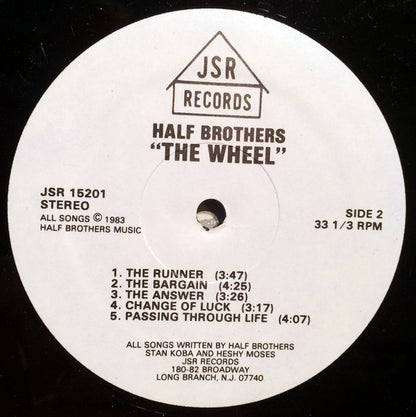 JSR
RECORDS
HALF BROTHERS
"THE WHEEL"
JSR 15201
STEREO
ALL SONGS © 1983
HALF BROTHERS MUSIC
SIDE 2
33 1/3 RPM
1. THE RUNNER (3:47)
2. THE BARGAIN (4:25)
3. THE ANSWER (3:26)
4. CHANGE OF LUCK (3:17)
5. PASSING THROUGH LIFE (4:07)
ALL SONGS WRITTEN BY HALF BROTHERS
STAN KOBA AND HESHY MOSES
JSR RECORDS
180-82 BROADWAY
LONG BRANCH, N.J. 07740